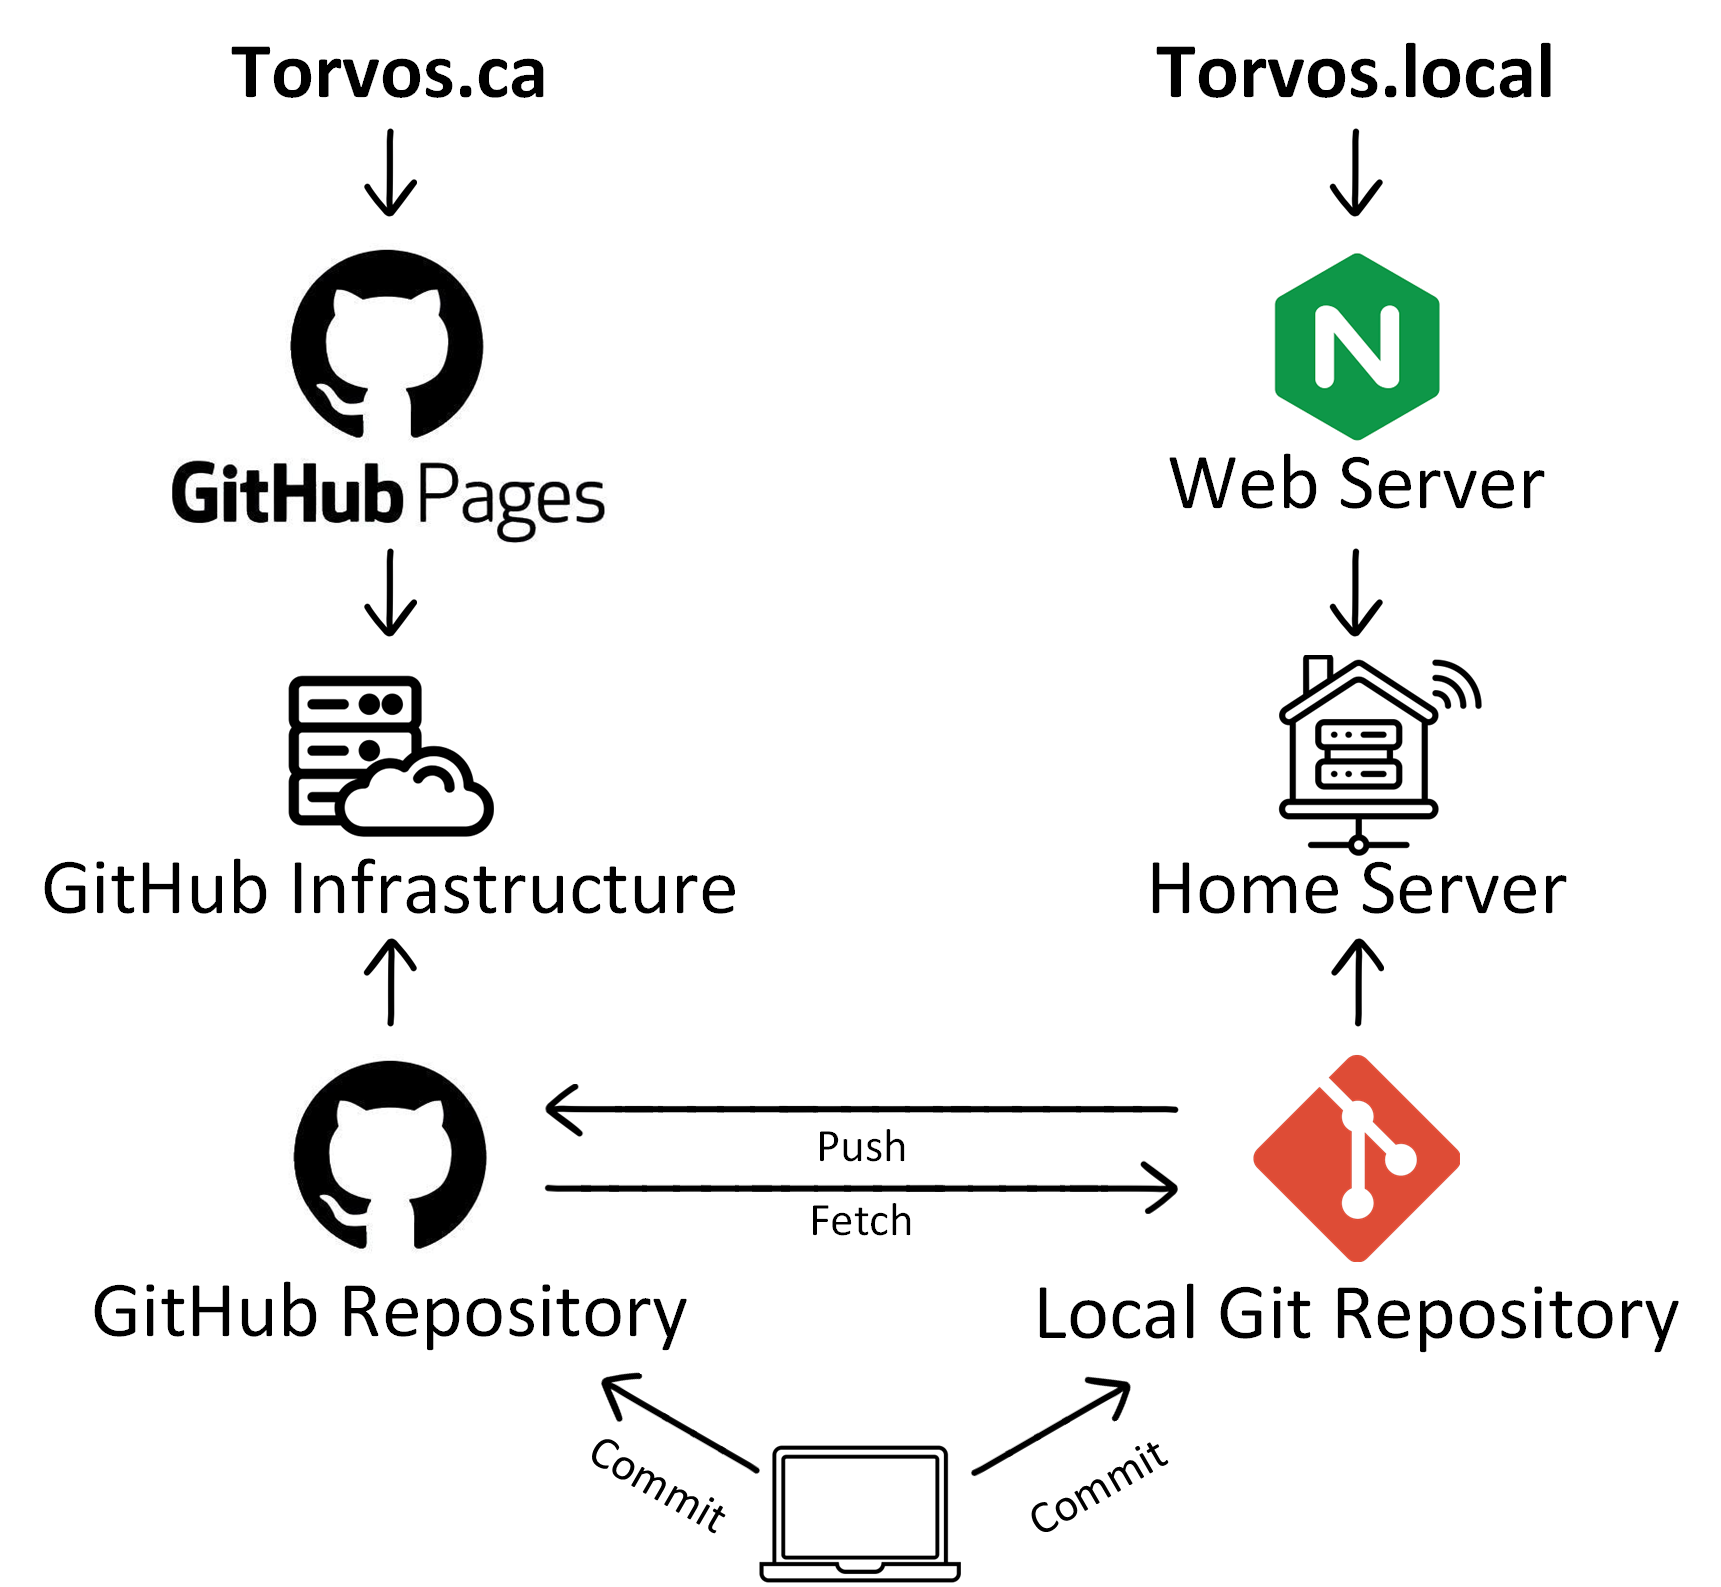 Torvos.ca
Torvos.local
GitHub Pages
N
Web Server
GitHub Infrastructure
Home Server
Push
Fetch
GitHub Repository
Local Git Repository
Commit
Commit